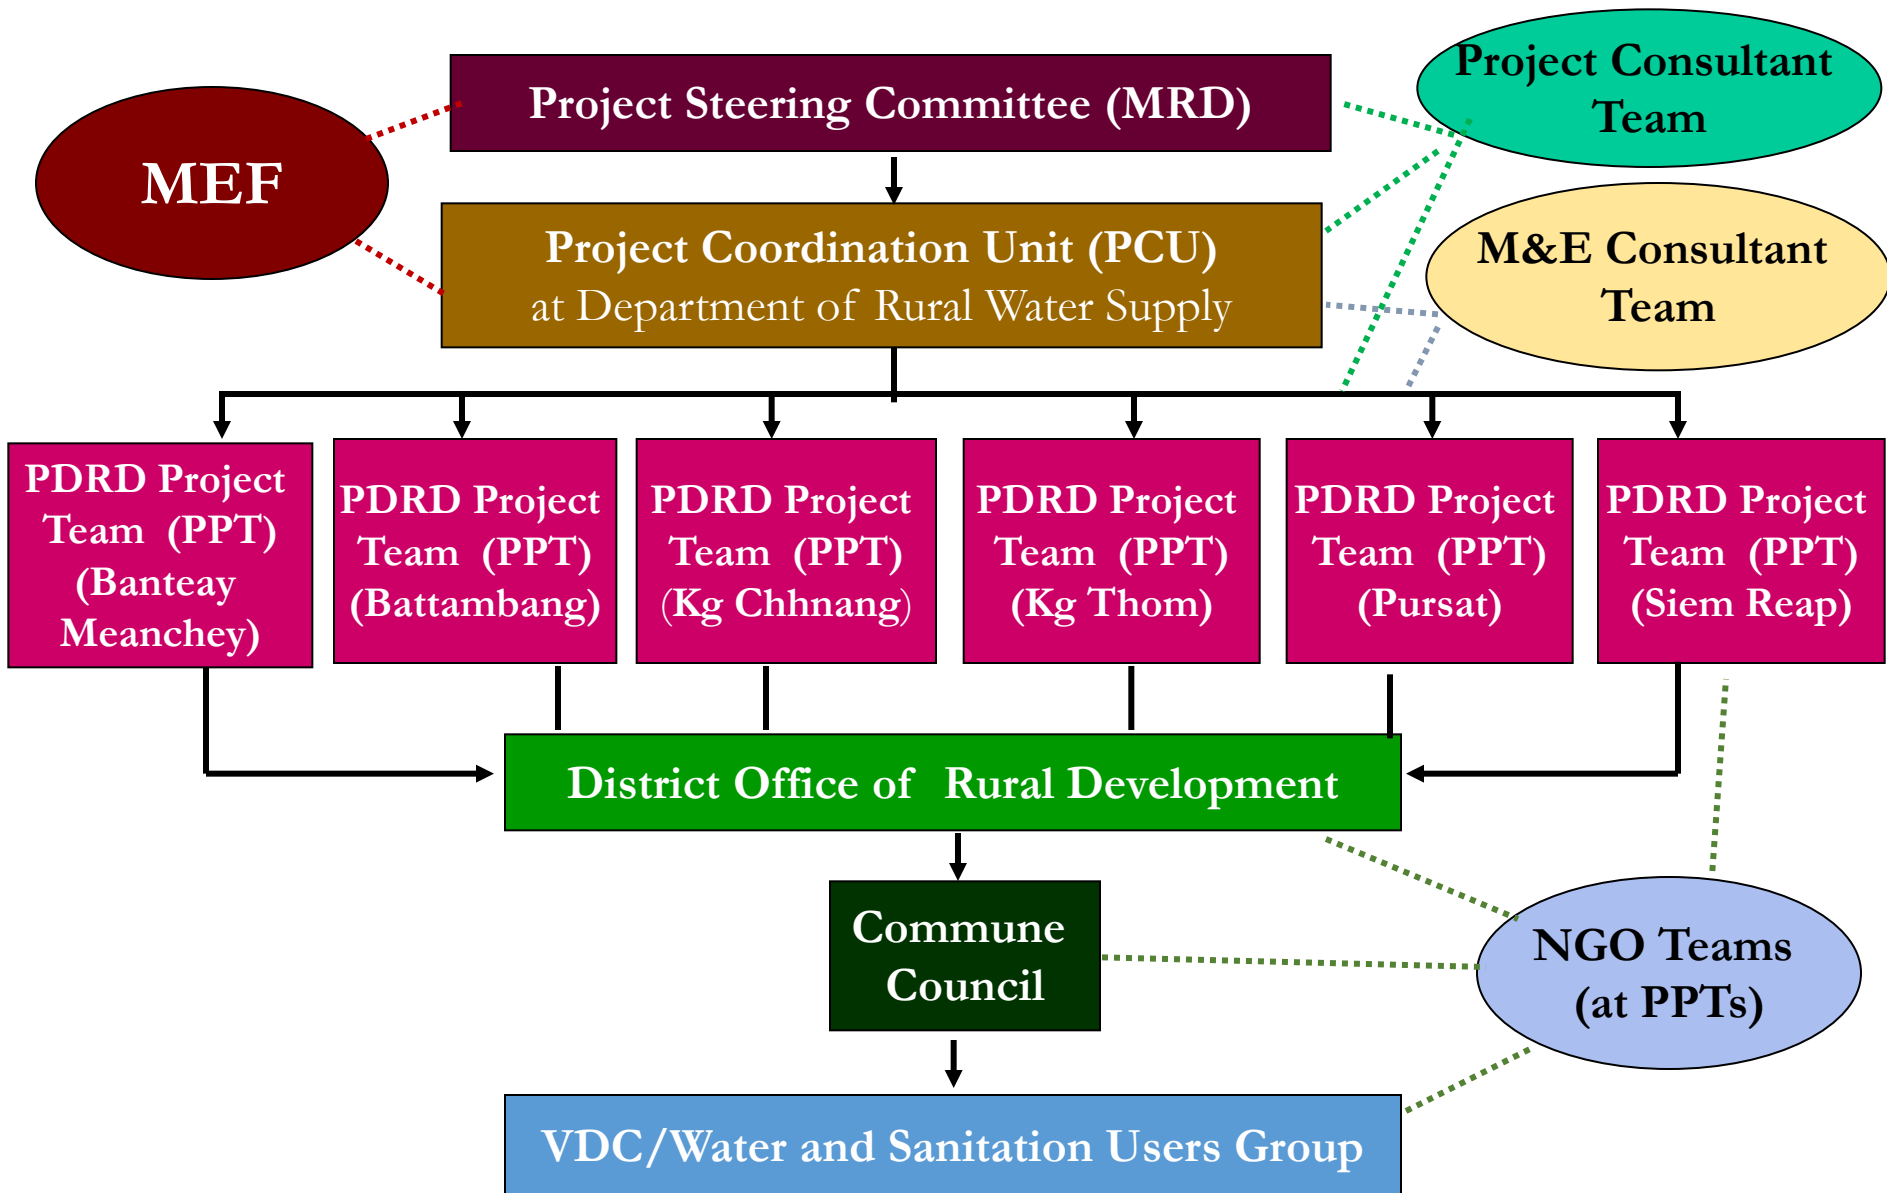 Project Steering Committee (MRD)
Project Consultant
Team
MEF
Project Coordination Unit (PCU)
at Department of Rural Water Supply
M&E Consultant
Team
PDRD Project
Team (PPT)
(Banteay
Meanchey)
PDRD Project
Team (PPT)
(Battambang)
PDRD Project
Team (PPT)
(Kg Chhnang)
PDRD Project
Team (PPT)
(Kg Thom)
PDRD Project
Team (PPT)
(Pursat)
PDRD Project
Team (PPT)
(Siem Reap)
District Office of Rural Development
Commune
Council
NGO Teams
(at PPTs)
VDC/Water and Sanitation Users Group